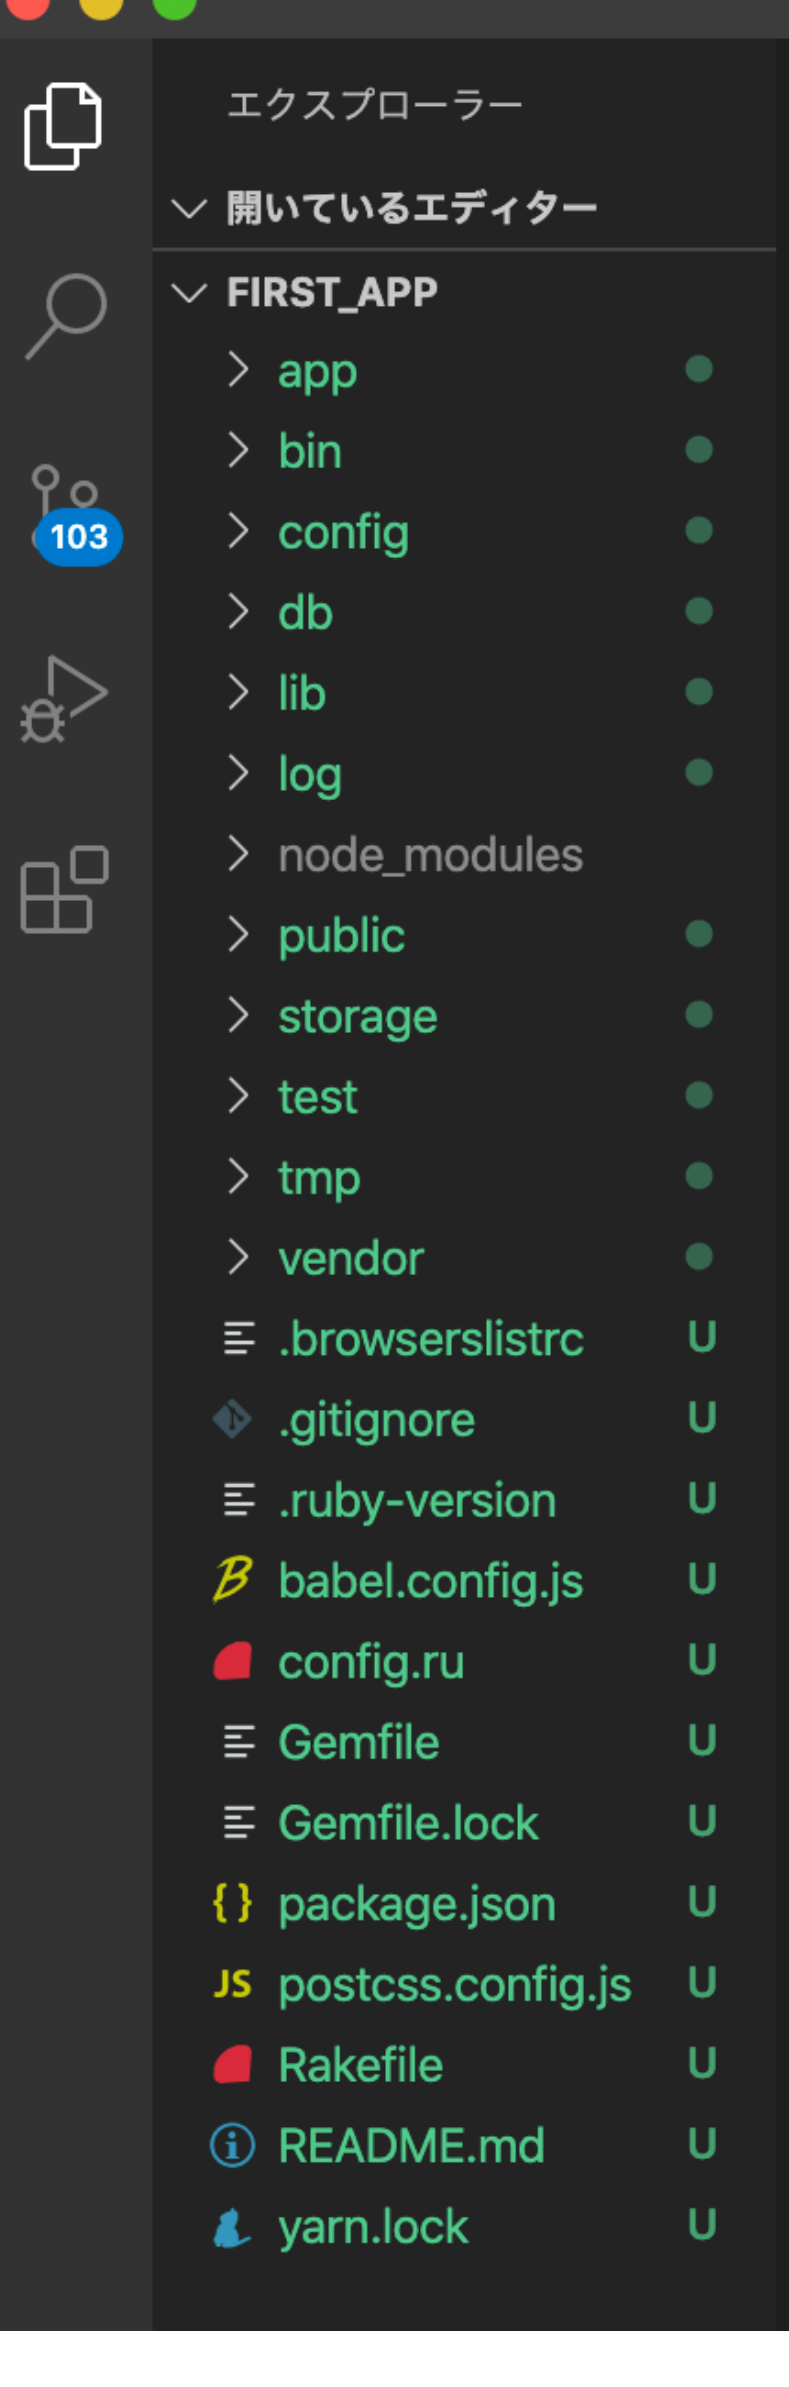 エクスプローラー
開いているエディター
FIRST_APP
app
bin
config
103
db
lib
log
node_modules
public
storage
test
tmp
vendor
.browserslistrc U
.gitignore U
.ruby-version U
babel.config.js U
config.ru U
Gemfile U
Gemfile.lock U
{ } package.json U
JS postcss.config.js U
Rakefile U
README.md U
yarn.lock U